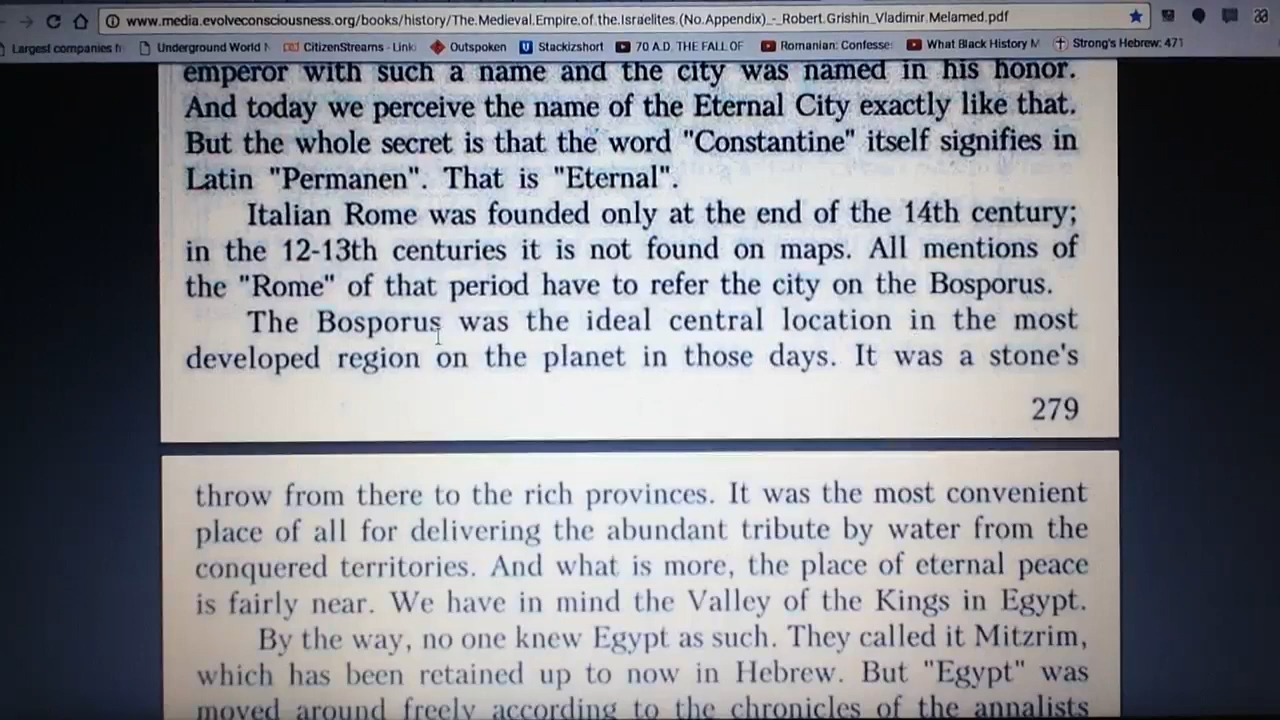 www.media.evolveconsciousness.org/books/history/The.Medieval.Empire.of.the.Israelites.(No.Appendix)_-_Robert.Grishin_Vladimir.Melamed.pdf
Largest companies Underground World CitizenStreams - Link Outspoken Stackizshort 70 A.D. THE FALL OF Romanian: Confesse What Black History M Strong's Hebrew: 471
emperor with such a name and the city was named in his honor.
And today we perceive the name of the Eternal City exactly like that.
But the whole secret is that the word "Constantine" itself signifies in
Latin "Permanen". That is "Eternal".
Italian Rome was founded only at the end of the 14th century;
in the 12-13th centuries it is not found on maps. All mentions of
the "Rome" of that period have to refer the city on the Bosporus.
The Bosporus was the ideal central location in the most
developed region on the planet in those days. It was a stone's
279
throw from there to the rich provinces. It was the most convenient
place of all for delivering the abundant tribute by water from the
conquered territories. And what is more, the place of eternal peace
is fairly near. We have in mind the Valley of the Kings in Egypt.
By the way, no one knew Egypt as such. They called it Mitzrim,
which has been retained up to now in Hebrew. But "Egypt" was
moved around freely according to the chronicles of the annalists